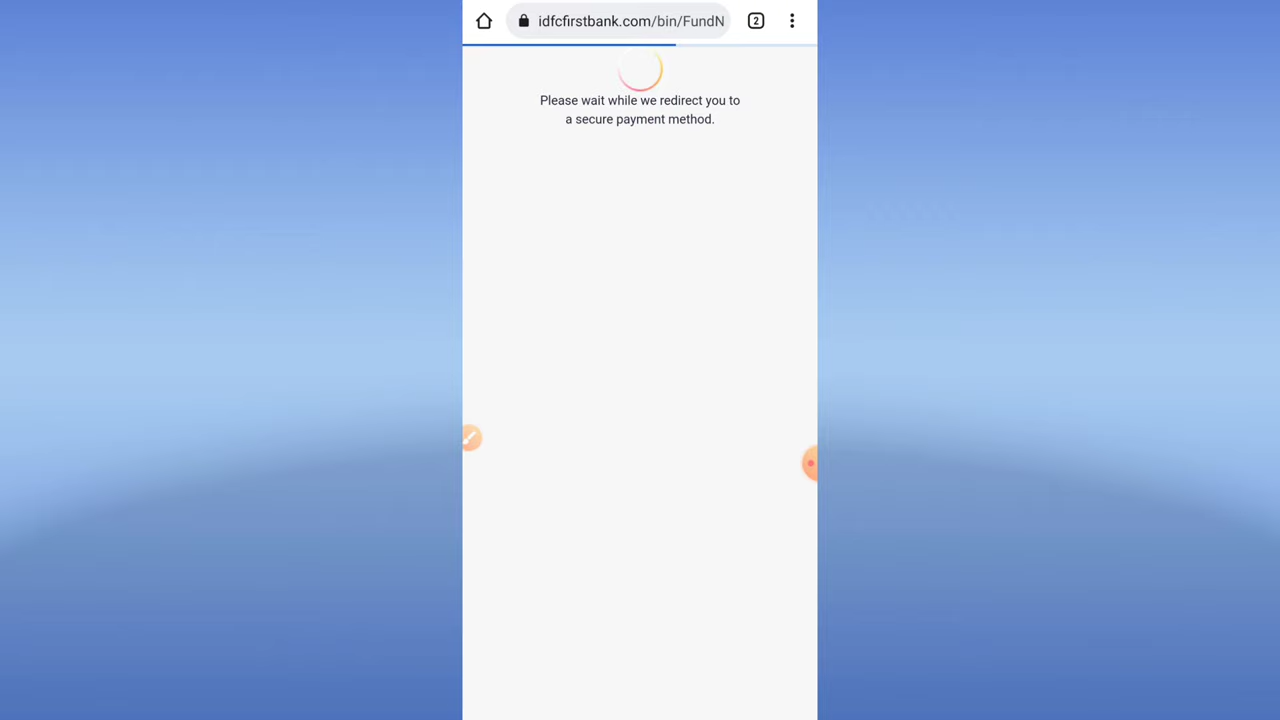 idfcfirstbank.com/bin/FundN
2
Please wait while we redirect you to
a secure payment method.